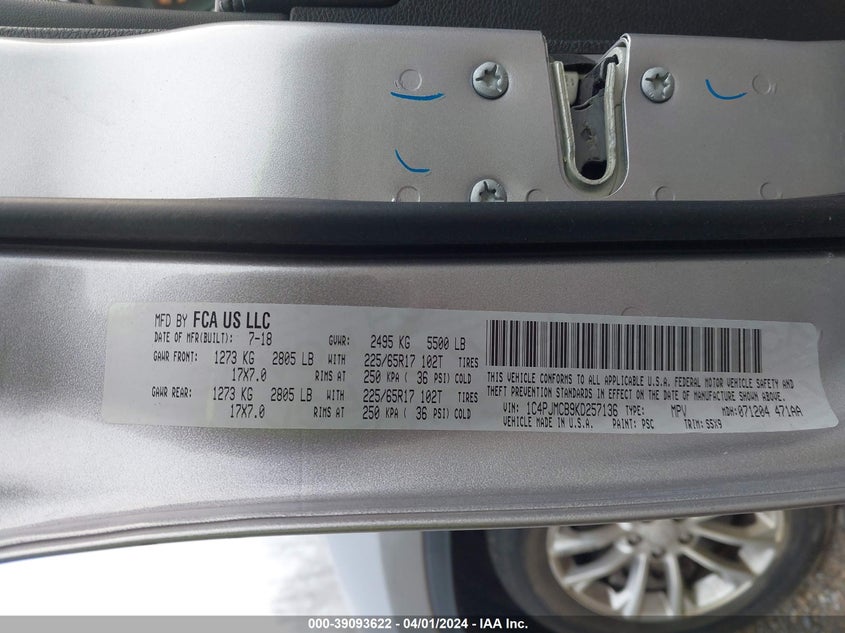 MFD BY FCA US LLC
DATE OF MFR(BUILT): 7-18 GVWR: 2495 KG 5500 LB
GAWR FRONT: 1273 KG 2805 LB WITH 225/65R17 102T TIRES
17X7.0 RIMS AT 250 KPA ( 36 PSI) COLD
GAWR REAR: 1273 KG 2805 LB WITH 225/65R17 102T TIRES
17X7.0 RIMS AT 250 KPA ( 36 PSI) COLD
THIS VEHICLE CONFORMS TO ALL APPLICABLE U.S.A. FEDERAL MOTOR VEHICLE SAFETY AND
THEFT PREVENTION STANDARDS IN EFFECT ON THE DATE OF MANUFACTURE SHOWN ABOVE.
VIN: 1C4PJMCB9KD257136 TYPE: MPV MDH: 071204 471AA
VEHICLE MADE IN U.S.A. PAINT: PSC TRIM: S5X9
000-39093622 - 04/01/2024 - IAA Inc.